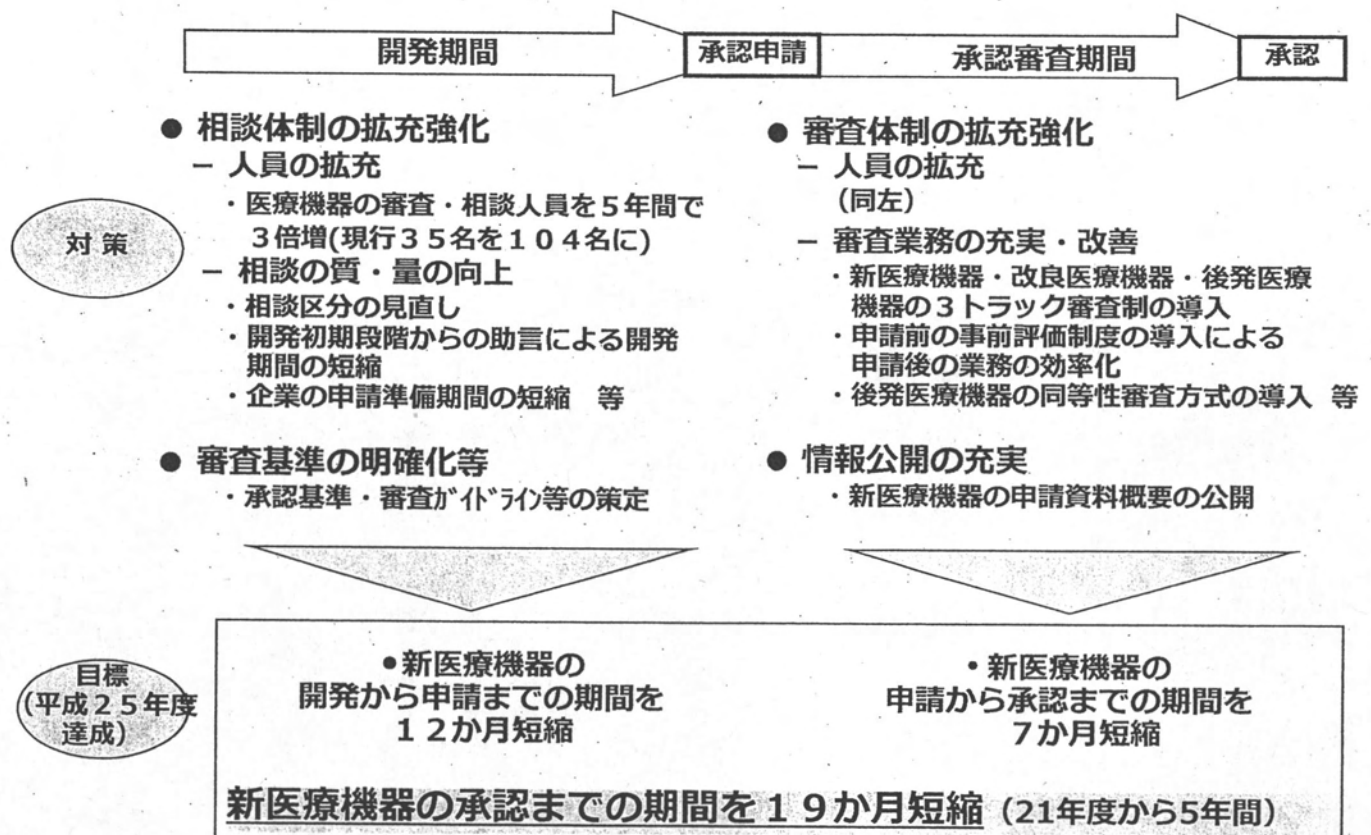 開発期間
承認申請
承認審査期間
承認
対策
● 相談体制の拡充強化
－ 人員の拡充
・医療機器の審査・相談人員を５年間で
３倍増(現行３５名を１０４名に)
－ 相談の質・量の向上
・相談区分の見直し
・開発初期段階からの助言による開発
期間の短縮
・企業の申請準備期間の短縮 等
● 審査基準の明確化等
・承認基準・審査ｶﾞｲﾄﾞﾗｲﾝ等の策定
● 審査体制の拡充強化
－ 人員の拡充
（同左）
－ 審査業務の充実・改善
・新医療機器・改良医療機器・後発医療
機器の３トラック審査制の導入
・申請前の事前評価制度の導入による
申請後の業務の効率化
・後発医療機器の同等性審査方式の導入 等
● 情報公開の充実
・新医療機器の申請資料概要の公開
目標
（平成２５年度
達成）
•新医療機器の
開発から申請までの期間を
１２か月短縮
・新医療機器の
申請から承認までの期間を
７か月短縮
新医療機器の承認までの期間を１９か月短縮（21年度から5年間）